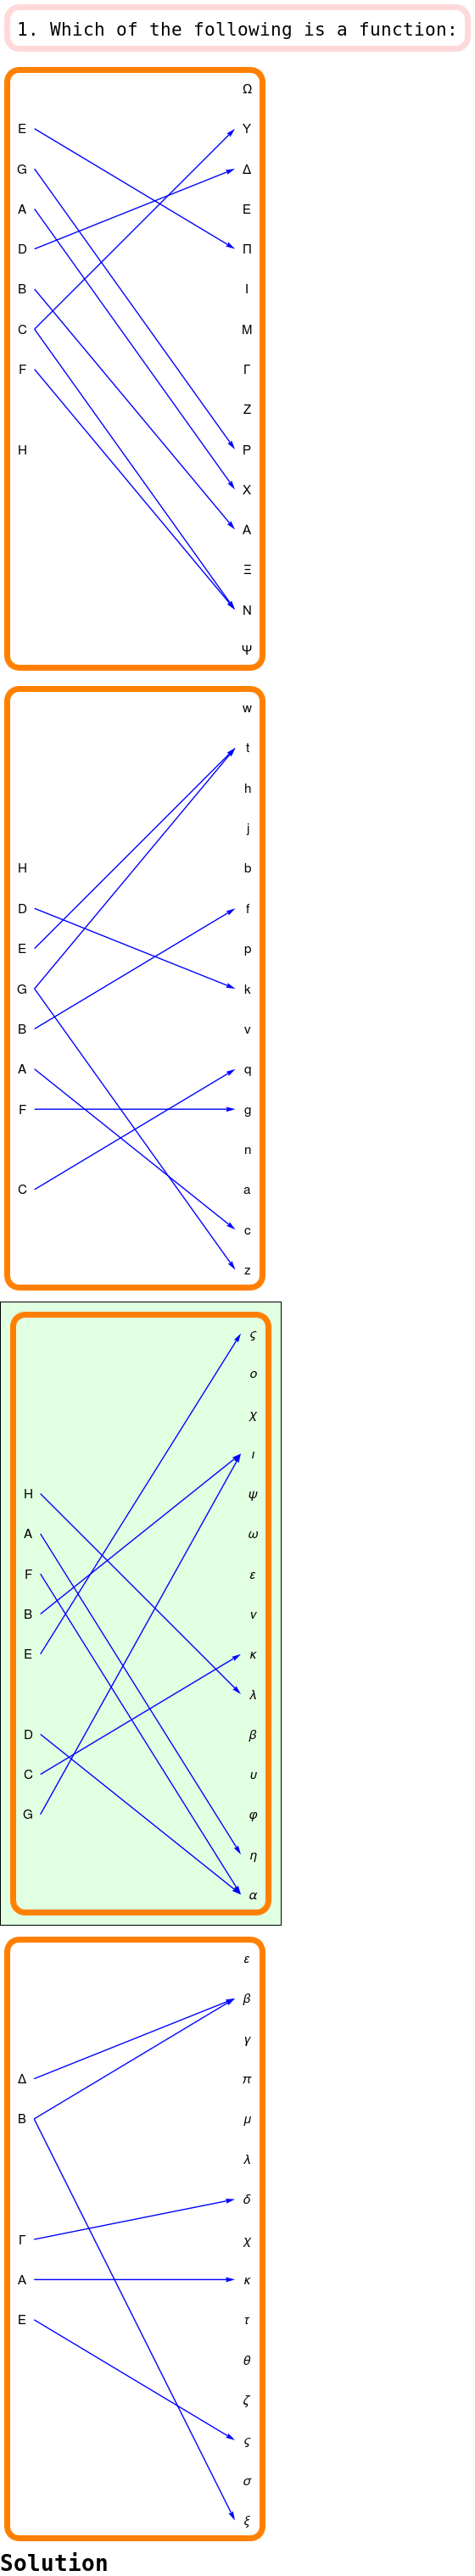 1. Which of the following is a function:
Ω
E Υ
G Δ
A Ε
D Π
B Ι
C Μ
F Γ
Ζ
H Ρ
Χ
Α
Ξ
Ν
Ψ
w
t
h
j
H b
D f
E p
G k
B v
A q
F g
n
C a
c
z
ς
ο
χ
ι
H ψ
A ω
F ε
B ν
E κ
λ
D β
C υ
G φ
η
α
ε
β
γ
Δ π
Β μ
λ
δ
Γ χ
Α κ
Ε τ
θ
ζ
ς
σ
ξ
Solution